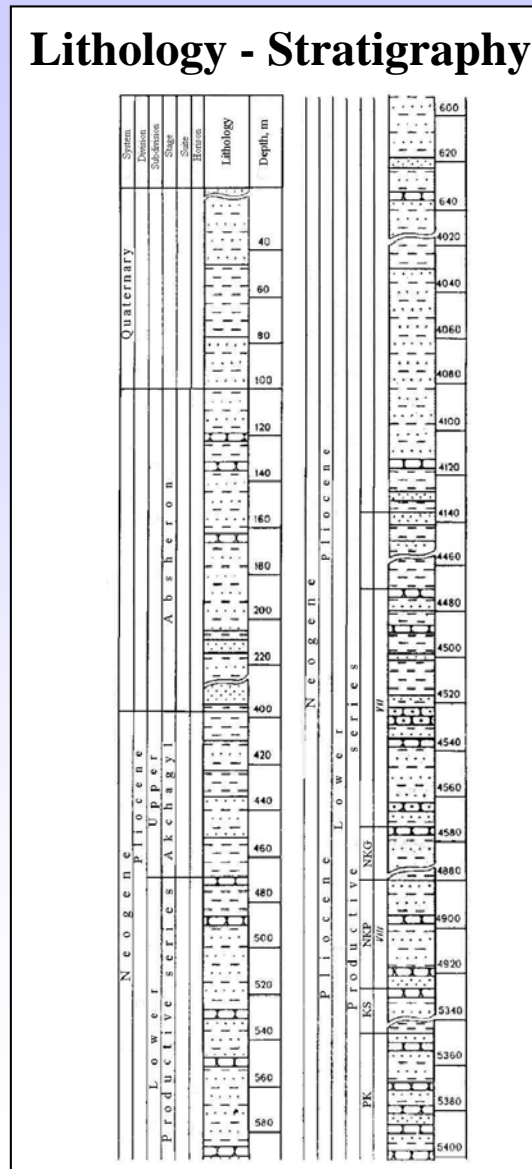 Lithology - Stratigraphy
System
Division
Subdivision
Stage
Suite
Horizon
Lithology
Depth, m
Quaternary
Neogene
Pliocene
Upper
Lower
Absheron
Akchagyl
Productive series
40
60
80
100
120
140
160
180
200
220
400
420
440
460
480
500
520
540
560
580
Neogene
Pliocene
Pliocene
Lower
Productive series
NKG
NKP
KS
PK
VII
VIII
600
620
640
4020
4040
4060
4080
4100
4120
4140
4460
4480
4500
4520
4540
4560
4580
4880
4900
4920
5340
5360
5380
5400